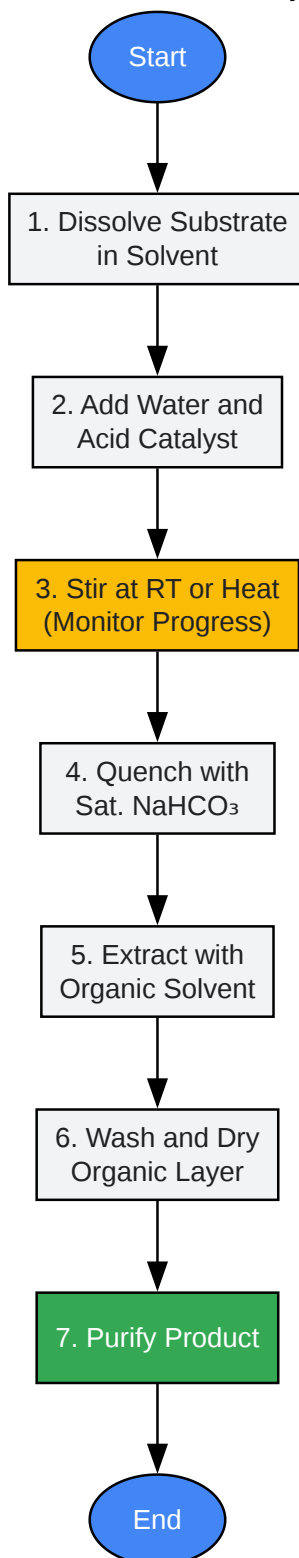 Start
1. Dissolve Substrate
in Solvent
2. Add Water and
Acid Catalyst
3. Stir at RT or Heat
(Monitor Progress)
4. Quench with
Sat. NaHCO₃
5. Extract with
Organic Solvent
6. Wash and Dry
Organic Layer
7. Purify Product
End